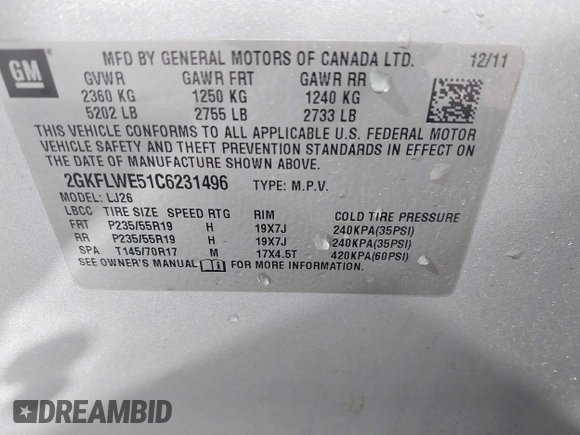 GM
MFD BY GENERAL MOTORS OF CANADA LTD. 12/11
GVWR GAWR FRT GAWR RR
2360 KG 1250 KG 1240 KG
5202 LB 2755 LB 2733 LB
THIS VEHICLE CONFORMS TO ALL APPLICABLE U.S. FEDERAL MOTOR
VEHICLE SAFETY AND THEFT PREVENTION STANDARDS IN EFFECT ON
THE DATE OF MANUFACTURE SHOWN ABOVE.
2GKFLWE51C6231496 TYPE: M.P.V.
MODEL: LJ26
LBCC TIRE SIZE SPEED RTG RIM COLD TIRE PRESSURE
FRT P235/55R19 H 19X7J 240KPA(35PSI)
RR P235/55R19 H 19X7J 240KPA(35PSI)
SPA T145/70R17 M 17X4.5T 420KPA(60PSI)
SEE OWNER'S MANUAL FOR MORE INFORMATION.
DREAMBID